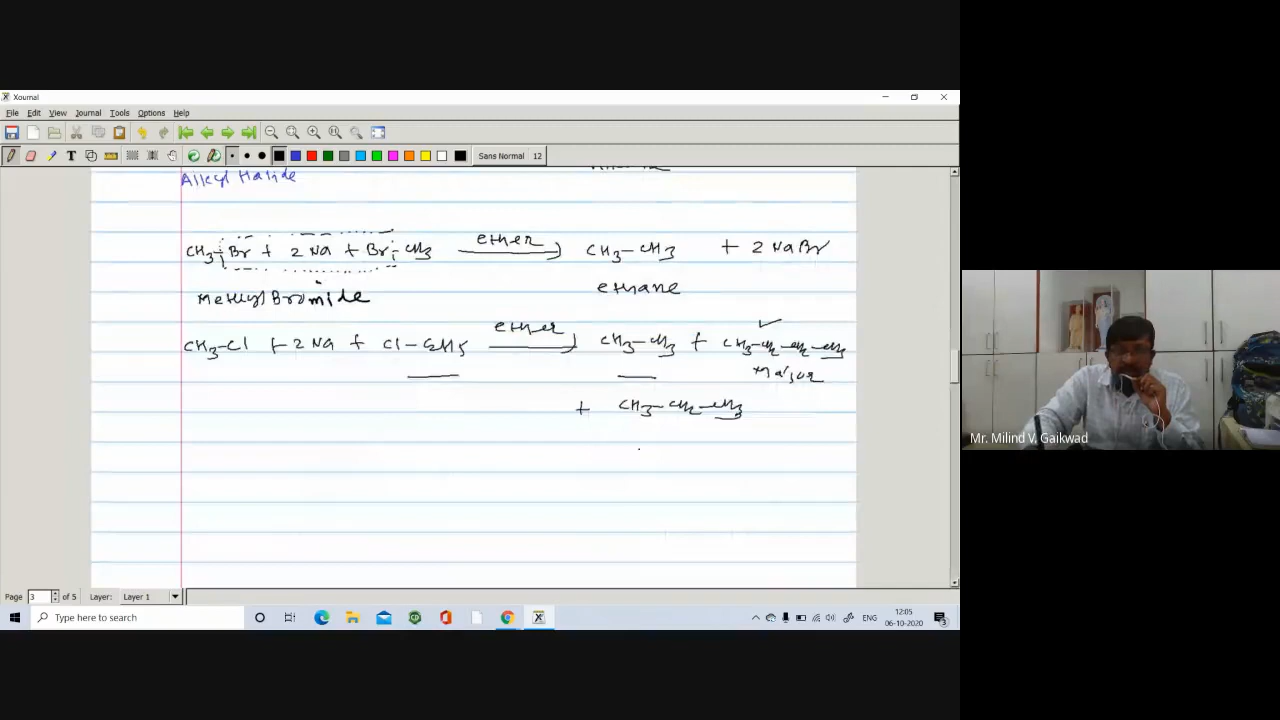 Xournal
File Edit View Journal Tools Options Help
Sans Normal 12
Alkyl Halide
CH3-Br + 2 Na + Br-CH3 ether CH3-CH3 + 2 NaBr
Methyl Bromide ethane
CH3-Cl + 2 Na + Cl-C2H5 ether CH3-CH3 + CH3-CH2-CH2-CH3
Major
+ CH3-CH2-CH3
Mr. Milind V. Gaikwad
Page 3 of 5 Layer: Layer 1
Type here to search
ENG 12:05
06-10-2020